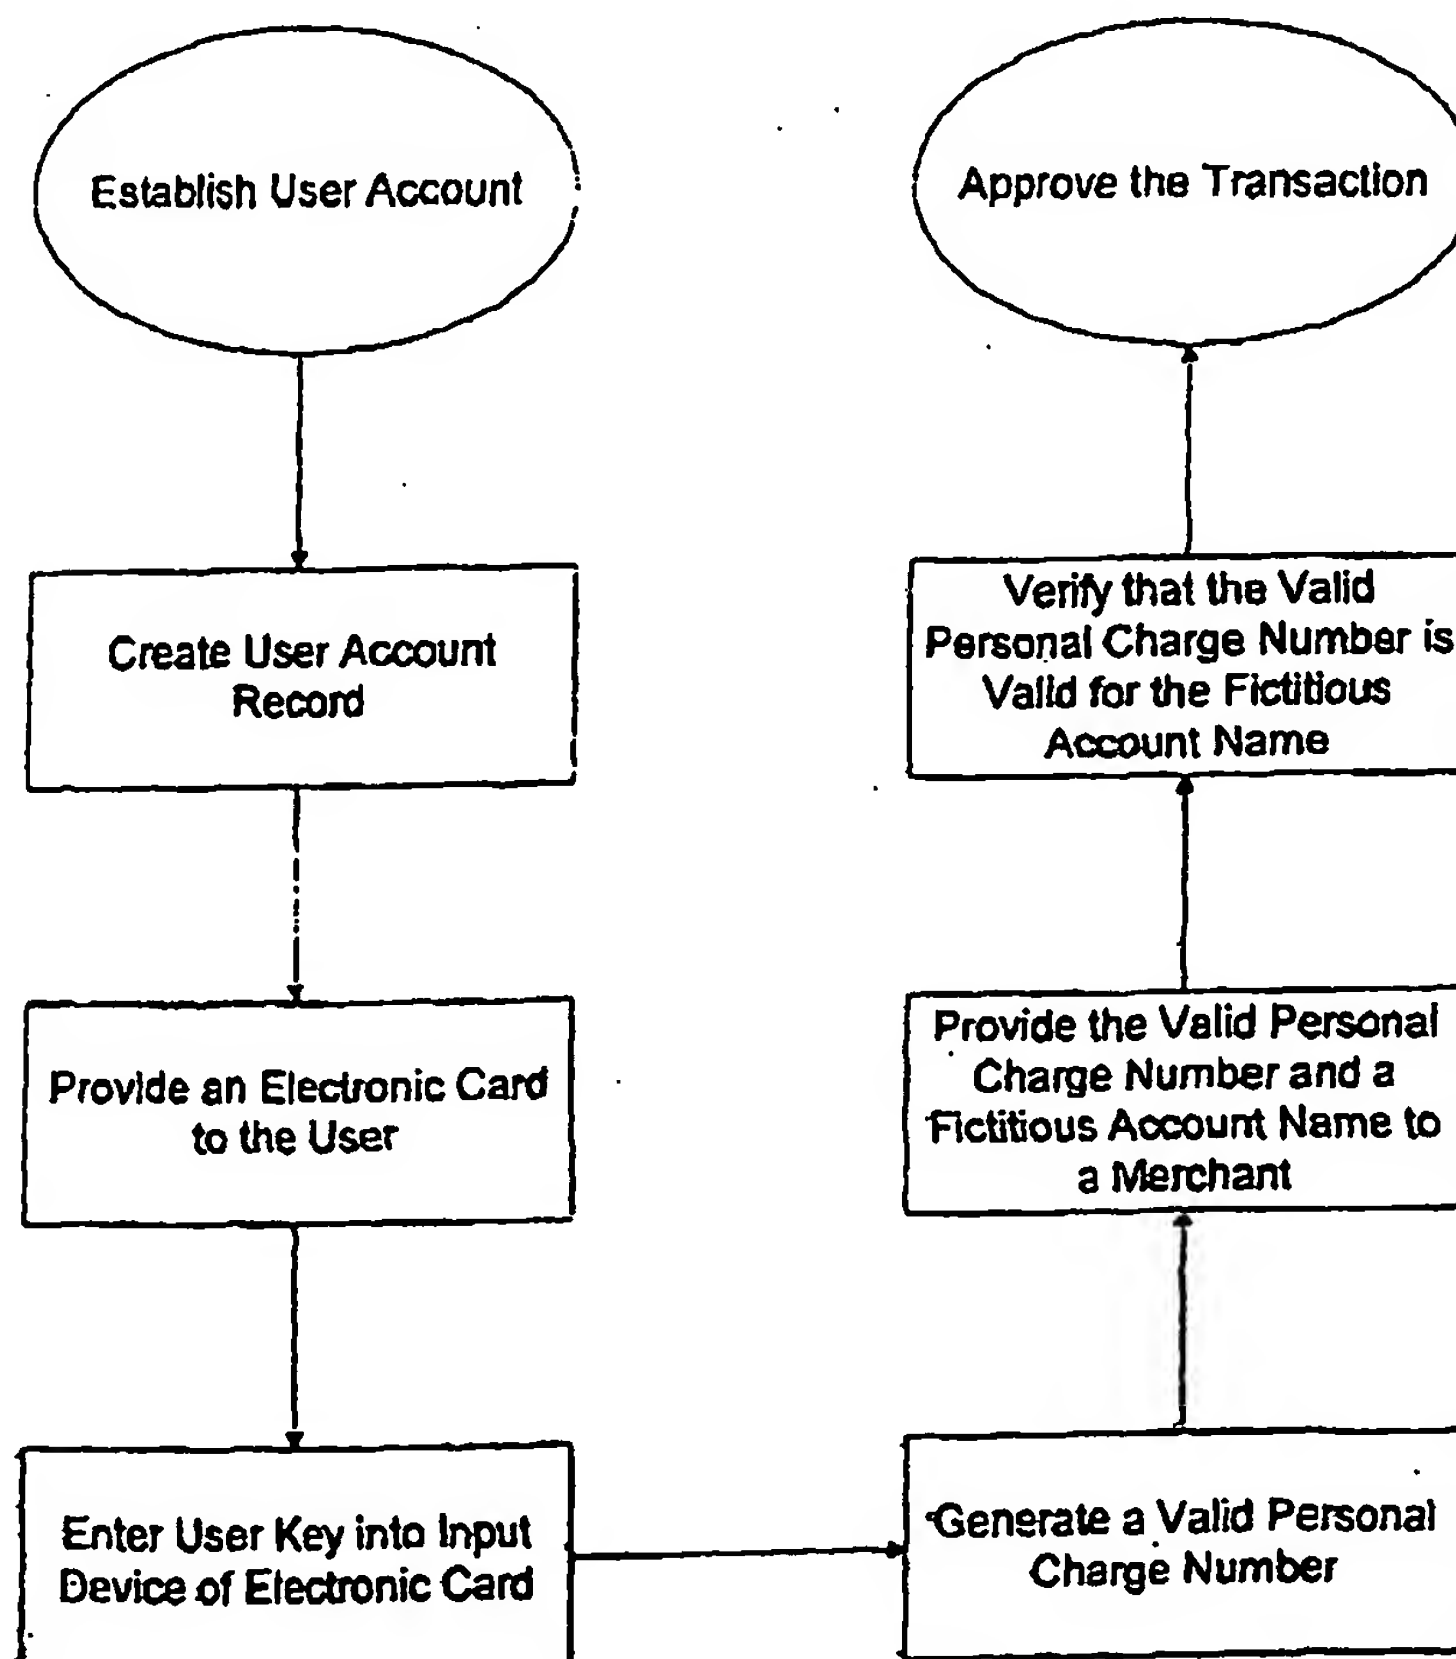 Establish User Account
Create User Account
Record
Provide an Electronic Card
to the User
Enter User Key into Input
Device of Electronic Card
Generate a Valid Personal
Charge Number
Provide the Valid Personal
Charge Number and a
Fictitious Account Name to
a Merchant
Verify that the Valid
Personal Charge Number is
Valid for the Fictitious
Account Name
Approve the Transaction